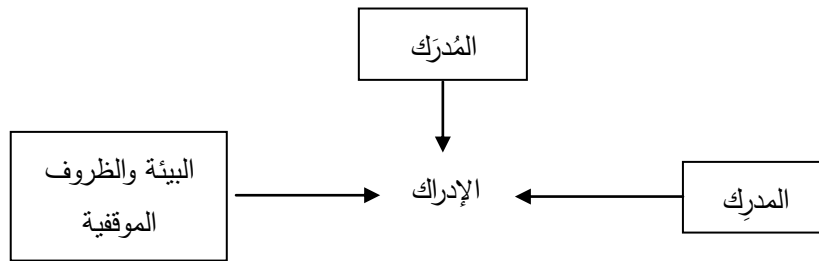 المُدرَك
المدرِك
الإدراك
البيئة والظروف
الموقفية